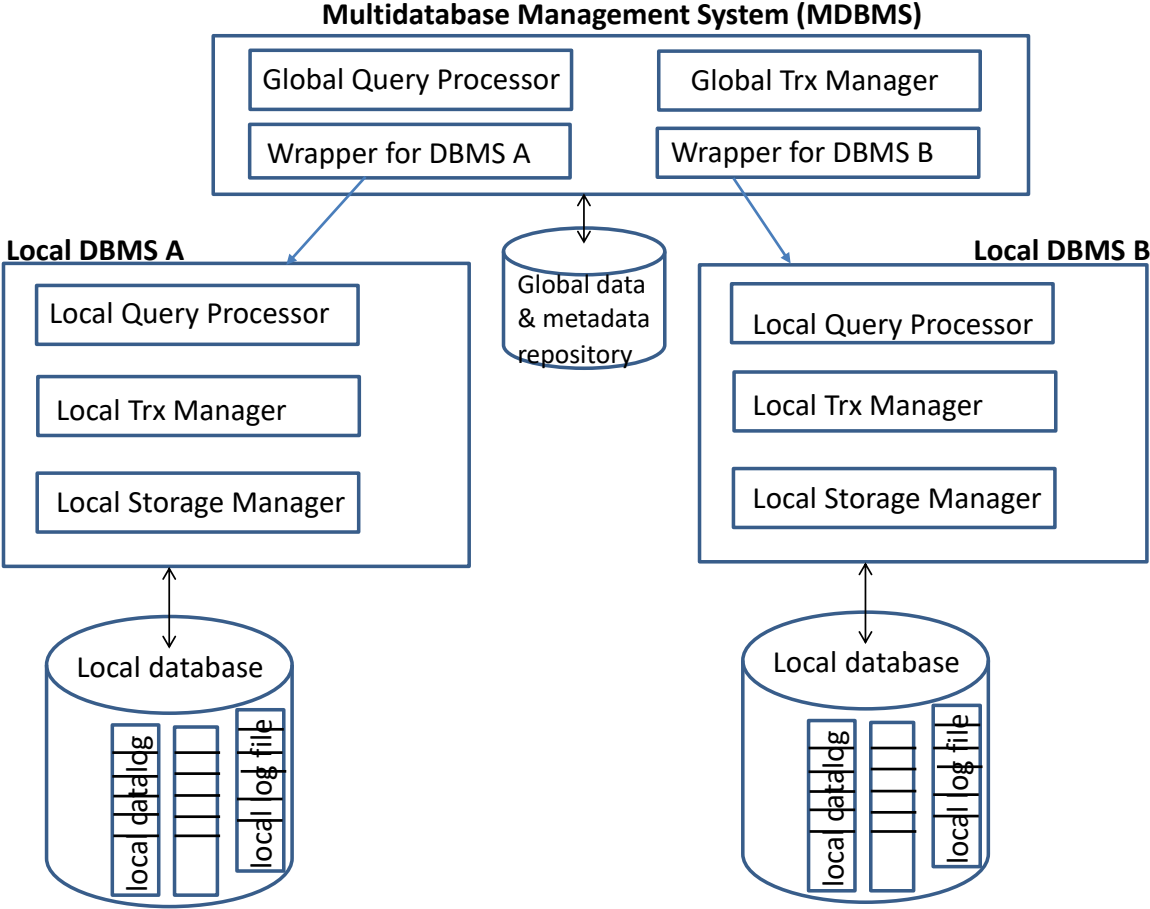 Multidatabase Management System (MDBMS)
Global Query Processor
Global Trx Manager
Wrapper for DBMS A
Wrapper for DBMS B
Local DBMS A
Local DBMS B
Global data
& metadata
repository
Local Query Processor
Local Trx Manager
Local Storage Manager
Local Query Processor
Local Trx Manager
Local Storage Manager
Local database
local datalog
local log file
Local database
local datalog
local log file